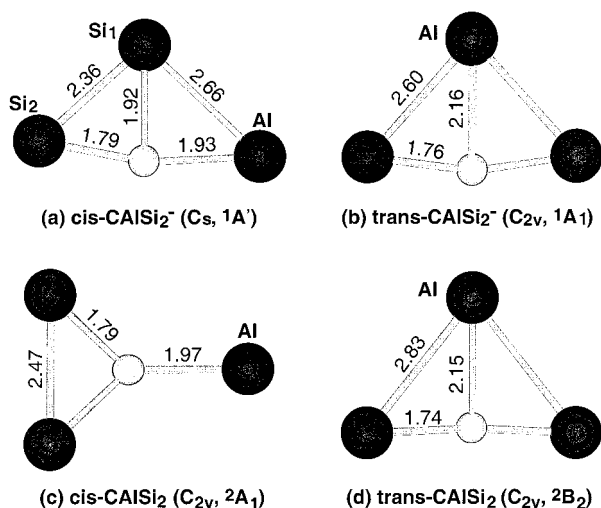 Si1
2.36
2.66
1.92
Si2
Al
1.79
1.93
(a) cis-CAlSi2- (Cs, 1A')
Al
2.60
2.16
1.76
(b) trans-CAlSi2- (C2v, 1A1)
1.79
Al
2.47
1.97
(c) cis-CAlSi2 (C2v, 2A1)
Al
2.83
2.15
1.74
(d) trans-CAlSi2 (C2v, 2B2)